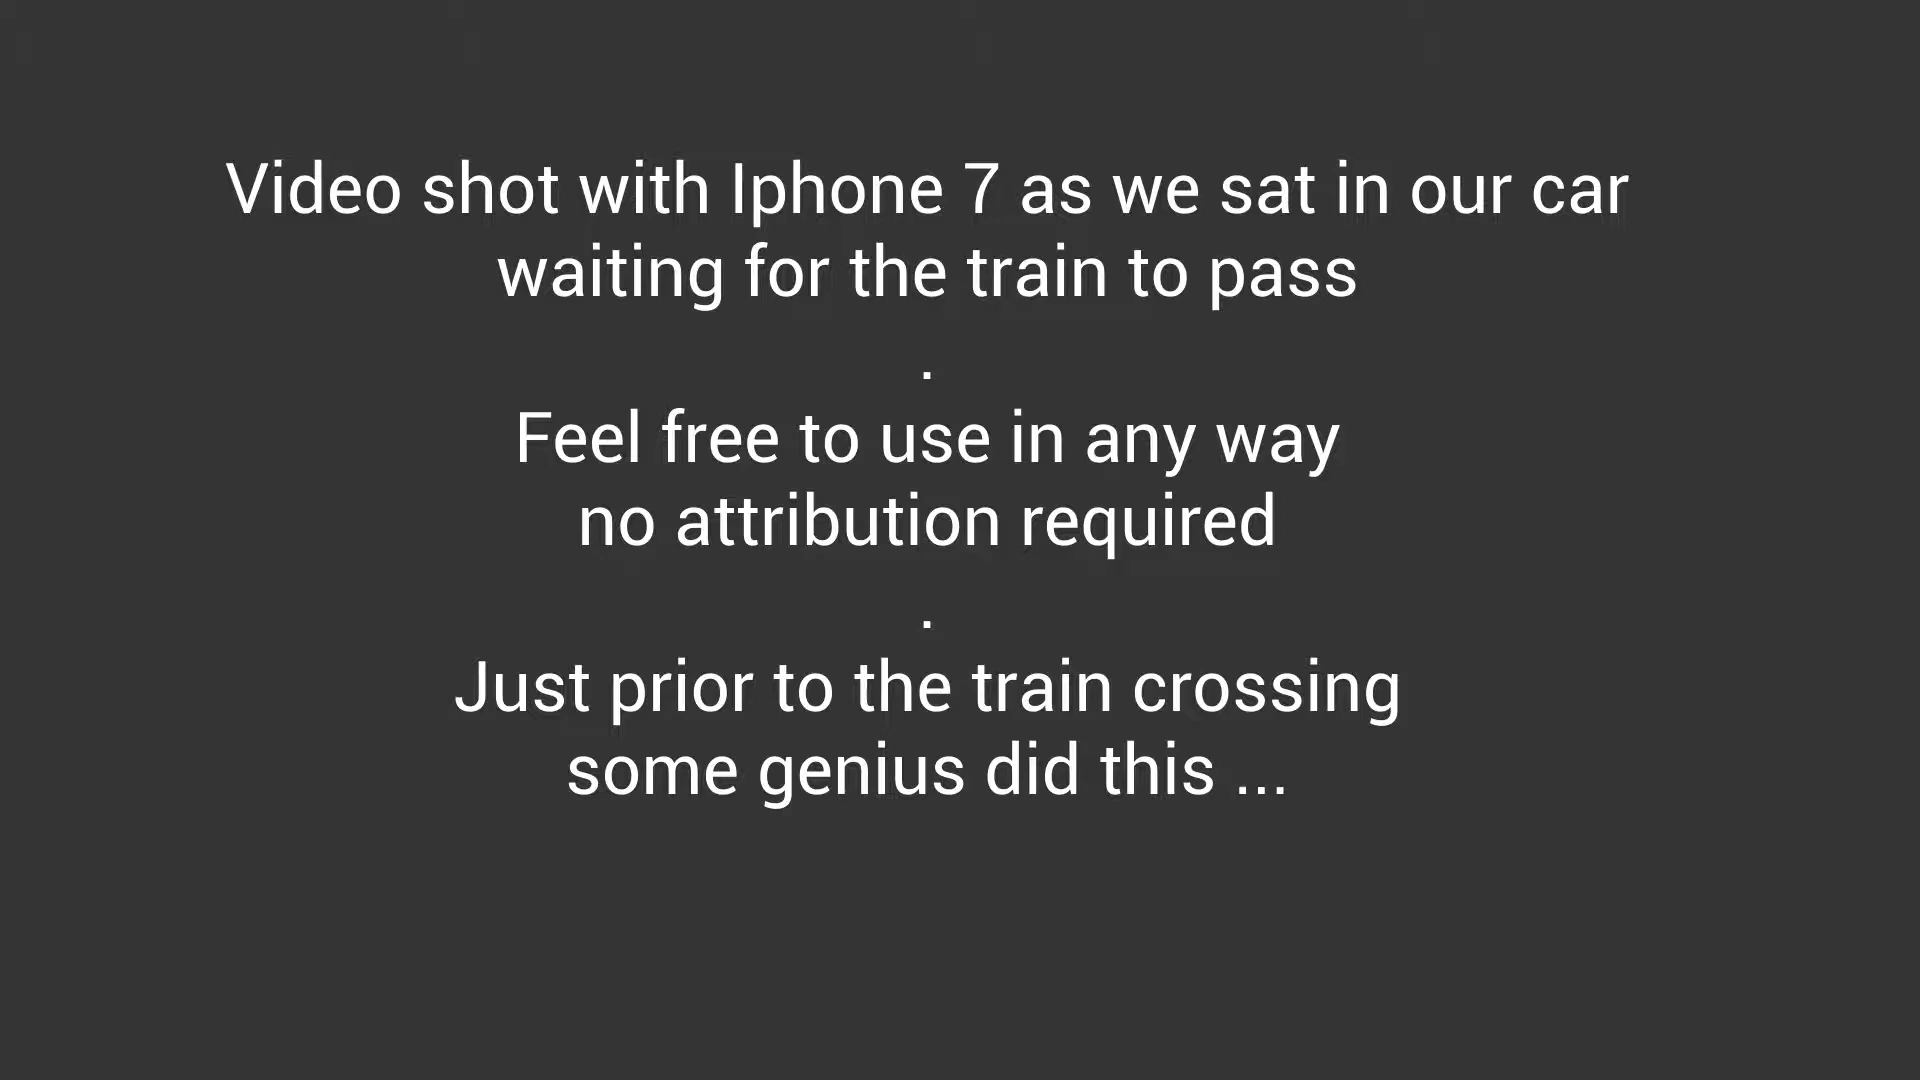 Video shot with Iphone 7 as we sat in our car
waiting for the train to pass
.
Feel free to use in any way
no attribution required
.
Just prior to the train crossing
some genius did this ...